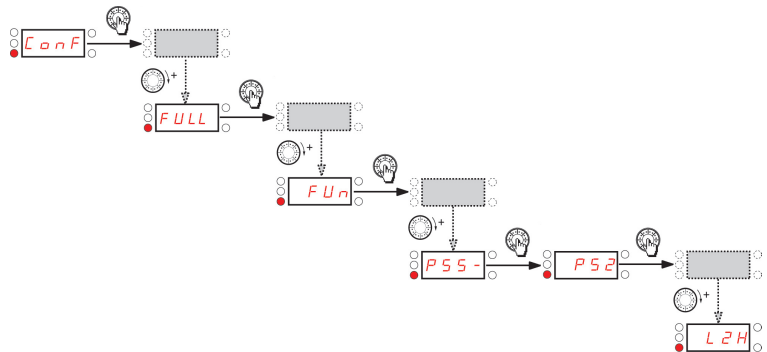 ConF
+
FULL
+
FUn
+
PSS-
PS2
+
L2H